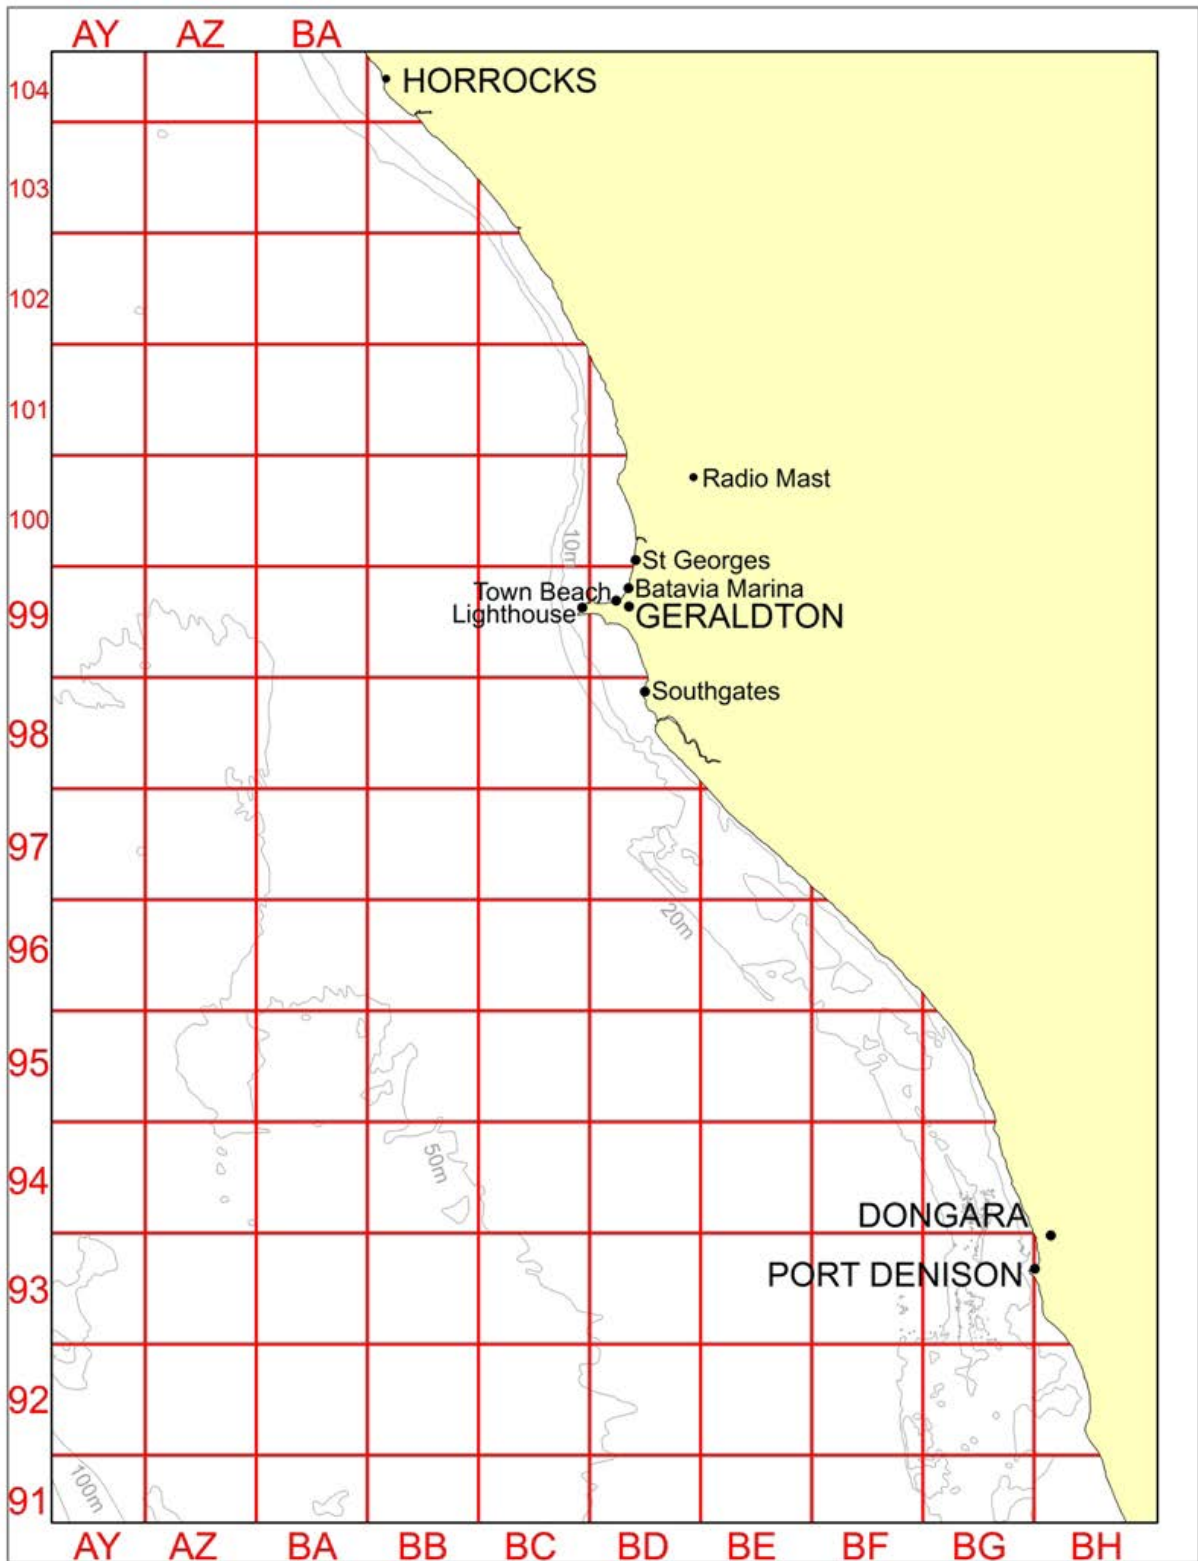 AY AZ BA
104
HORROCKS
103
102
101
Radio Mast
100
10m
St Georges
Town Beach
Batavia Marina
99
Lighthouse
GERALDTON
Southgates
98
97
20m
96
95
50m
94
DONGARA
93
PORT DENISON
92
100m
91
AY AZ BA BB BC BD BE BF BG BH